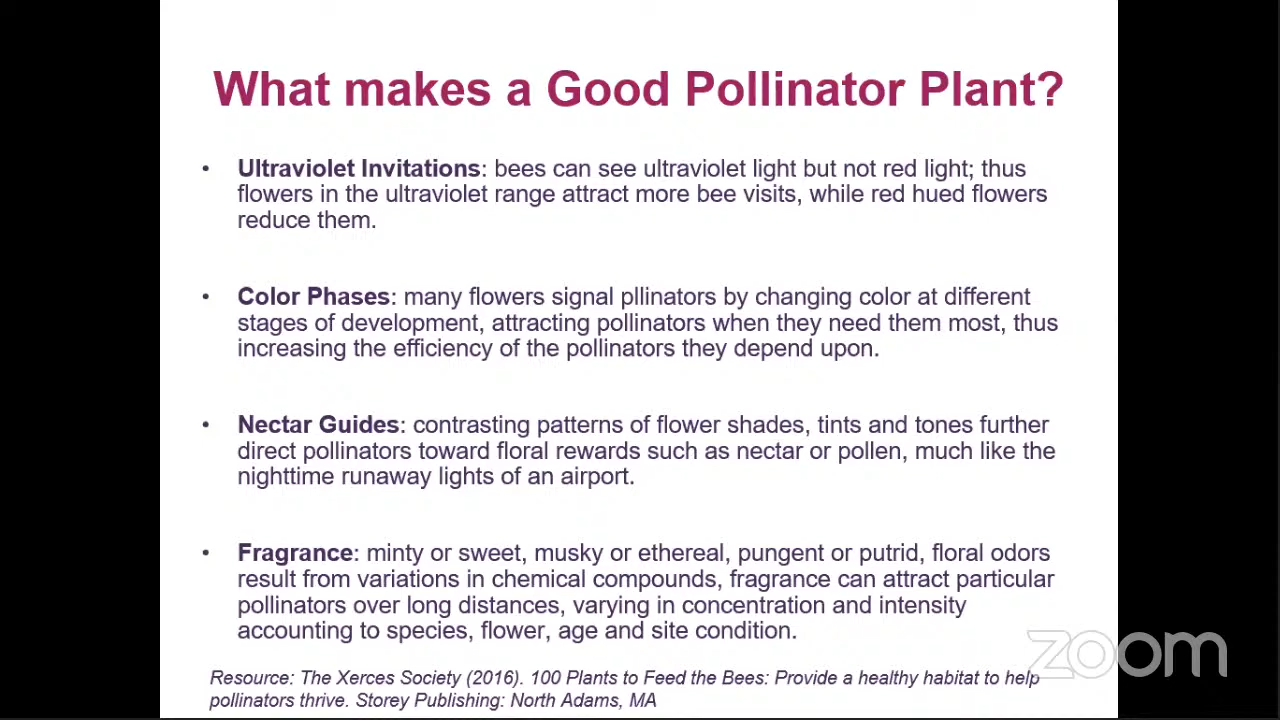 What makes a Good Pollinator Plant?
• Ultraviolet Invitations: bees can see ultraviolet light but not red light; thus
flowers in the ultraviolet range attract more bee visits, while red hued flowers
reduce them.
• Color Phases: many flowers signal pllinators by changing color at different
stages of development, attracting pollinators when they need them most, thus
increasing the efficiency of the pollinators they depend upon.
• Nectar Guides: contrasting patterns of flower shades, tints and tones further
direct pollinators toward floral rewards such as nectar or pollen, much like the
nighttime runaway lights of an airport.
• Fragrance: minty or sweet, musky or ethereal, pungent or putrid, floral odors
result from variations in chemical compounds, fragrance can attract particular
pollinators over long distances, varying in concentration and intensity
accounting to species, flower, age and site condition.
zoom
Resource: The Xerces Society (2016). 100 Plants to Feed the Bees: Provide a healthy habitat to help
pollinators thrive. Storey Publishing: North Adams, MA